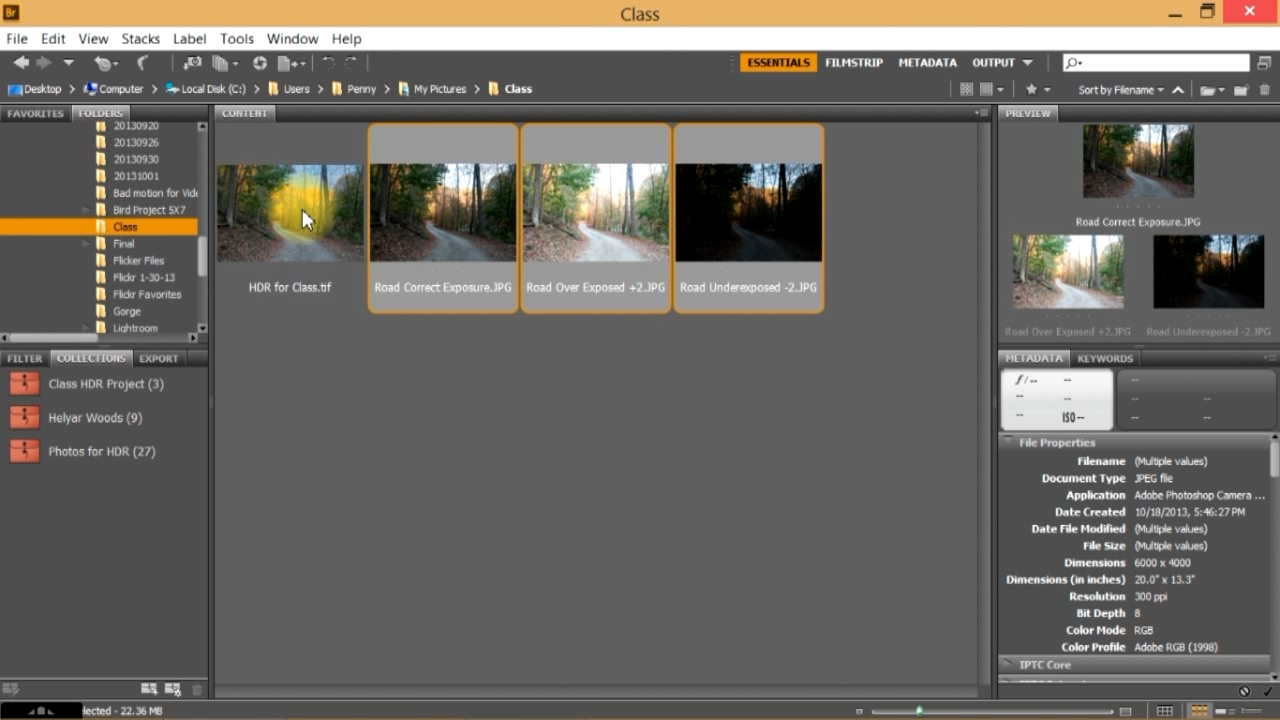 Br
Class
File Edit View Stacks Label Tools Window Help
ESSENTIALS FILMSTRIP METADATA OUTPUT
Desktop > Computer > Local Disk (C:) > Users > Penny > My Pictures > Class
Sort by Filename
FAVORITES FOLDERS
20130920
20130926
20130930
20131001
Bad motion for Vide
Bird Project SX7
Class
Final
Flicker Files
Flickr 1-30-13
Flickr Favorites
Gorge
Lightroom
FILTER COLLECTIONS EXPORT
Class HDR Project (3)
Helyar Woods (9)
Photos for HDR (27)
lected - 22.36 MB
CONTENT
HDR for Class.tif
Road Correct Exposure.JPG
Road Over Exposed +2.JPG
Road Underexposed -2.JPG
PREVIEW
Road Correct Exposure.JPG
Road Over Exposed +2.JPG
Road Underexposed -2.JPG
METADATA KEYWORDS
f/-- --
-- --
-- ISO--
--
-- --
-- --
File Properties
Filename (Multiple values)
Document Type JPEG file
Application Adobe Photoshop Camera ...
Date Created 10/18/2013, 5:46:27 PM
Date File Modified (Multiple values)
File Size (Multiple values)
Dimensions 6000 x 4000
Dimensions (in inches) 20.0" x 13.3"
Resolution 300 ppi
Bit Depth 8
Color Mode RGB
Color Profile Adobe RGB (1998)
IPTC Core